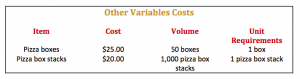 Other Variables Costs
Item Cost Volume Unit Requirements
Pizza boxes $25.00 50 boxes 1 box
Pizza box stacks $20.00 1,000 pizza box stacks 1 pizza box stack